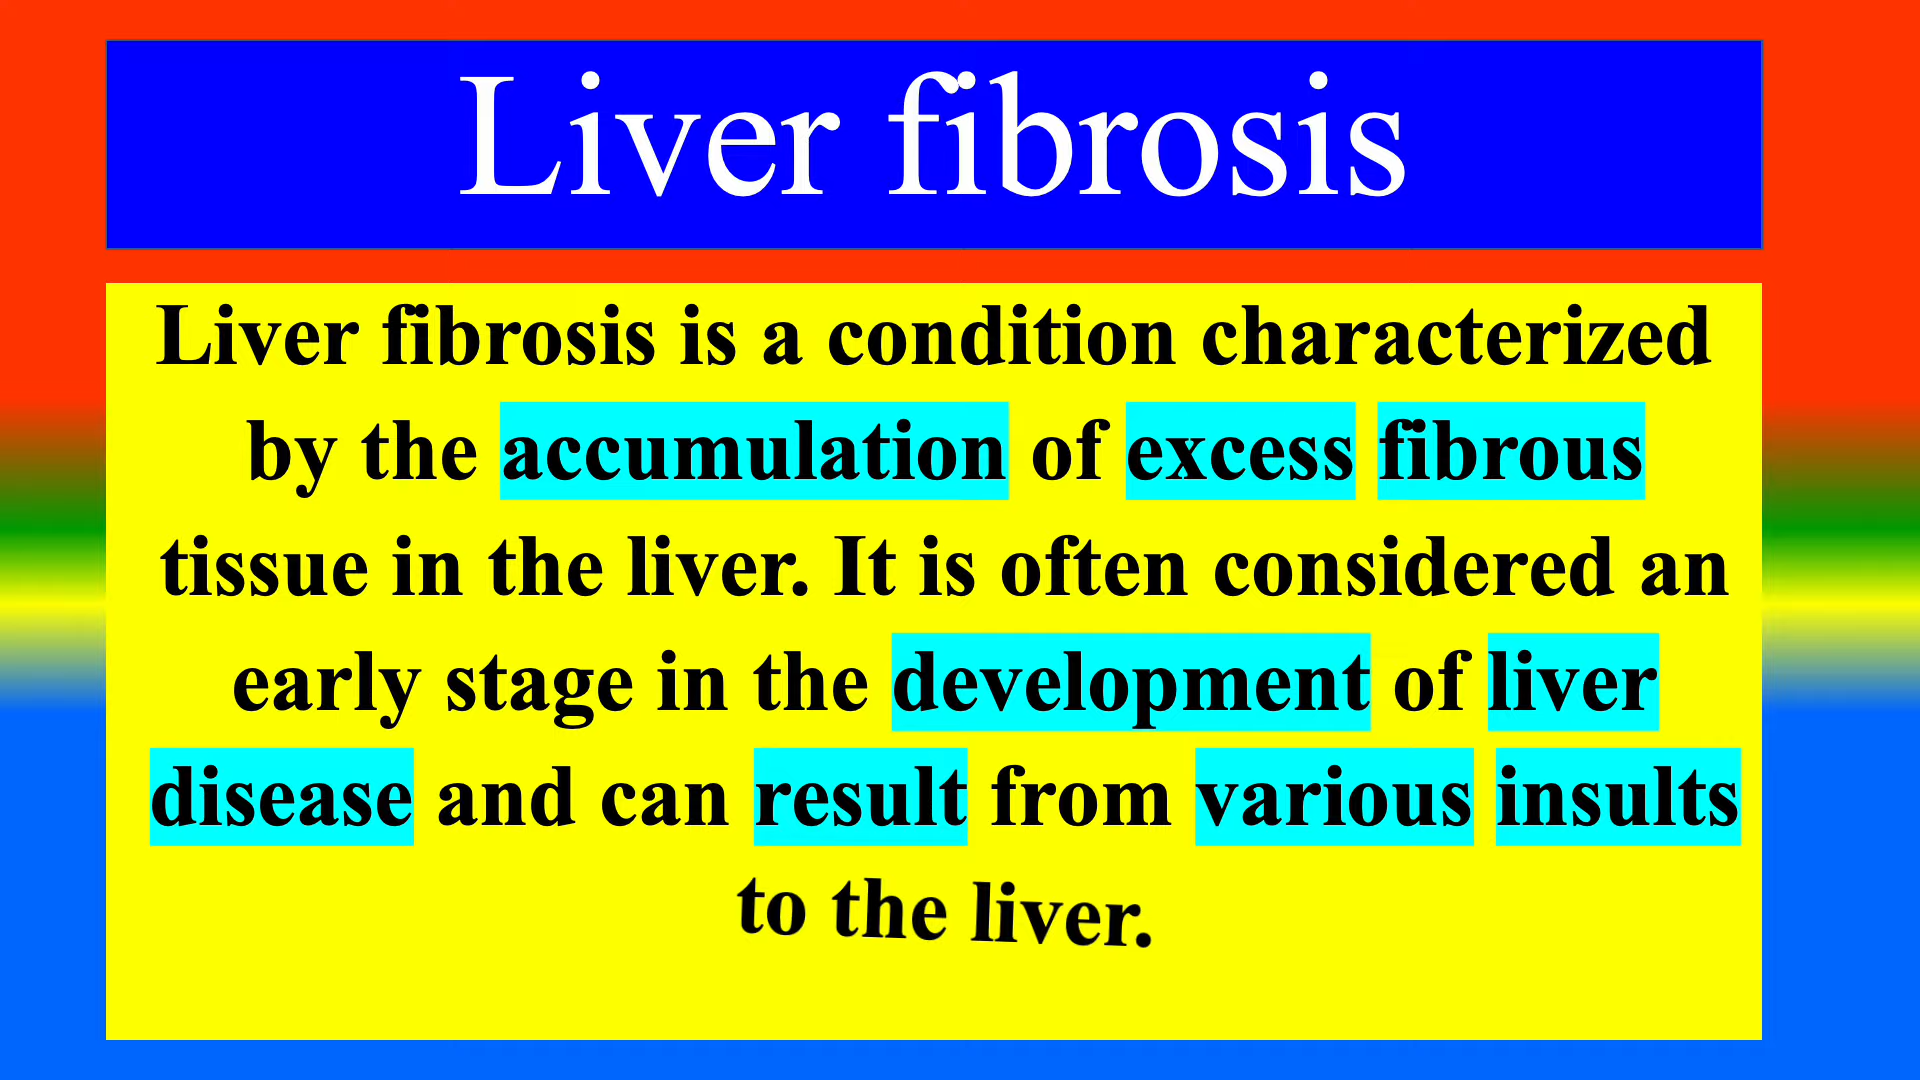 Liver fibrosis
Liver fibrosis is a condition characterized
by the accumulation of excess fibrous
tissue in the liver. It is often considered an
early stage in the development of liver
disease and can result from various insults
to the liver.